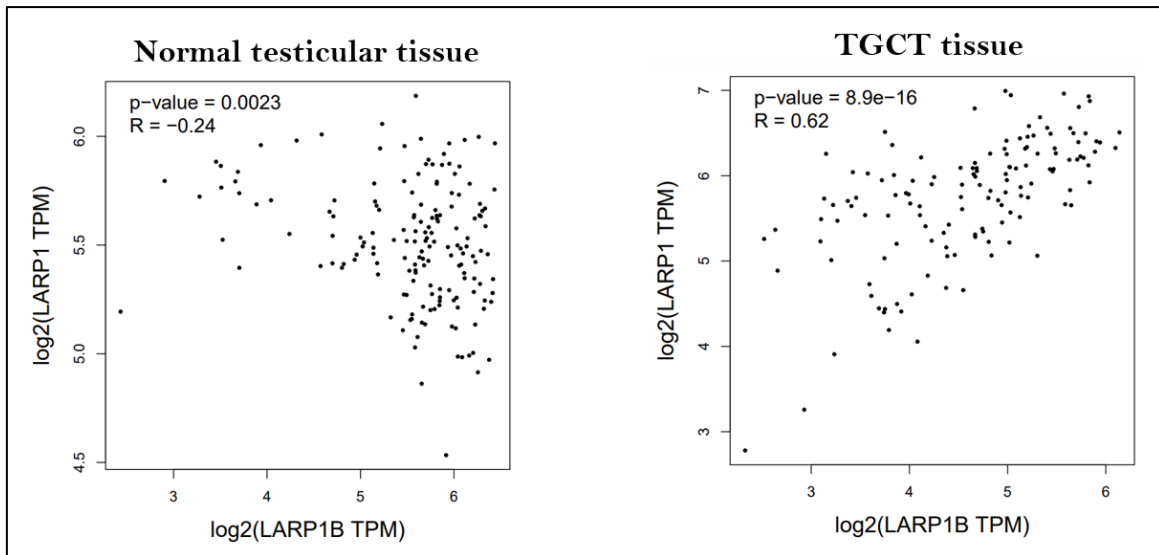 Normal testicular tissue
p-value = 0.0023
R = −0.24
6.0
5.5
5.0
4.5
log2(LARP1 TPM)
3 4 5 6
log2(LARP1B TPM)
TGCT tissue
p-value = 8.9e-16
R = 0.62
7
6
5
4
3
log2(LARP1 TPM)
3 4 5 6
log2(LARP1B TPM)